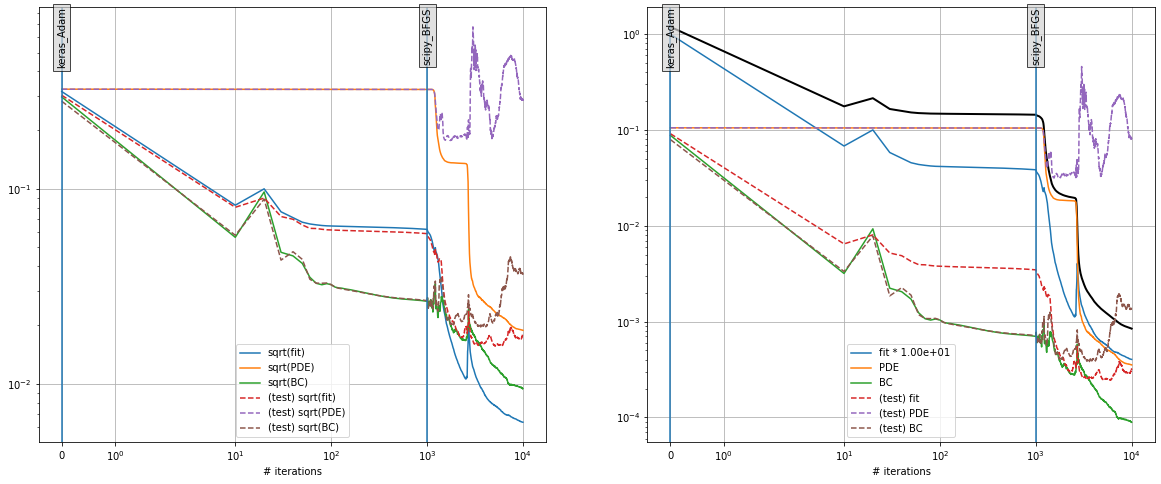 keras_Adam
scipy_BFGS
10⁻¹
10⁻²
sqrt(fit)
sqrt(PDE)
sqrt(BC)
(test) sqrt(fit)
(test) sqrt(PDE)
(test) sqrt(BC)
0
10⁰
10¹
10²
10³
10⁴
# iterations
keras_Adam
scipy_BFGS
10⁰
10⁻¹
10⁻²
10⁻³
10⁻⁴
fit * 1.00e+01
PDE
BC
(test) fit
(test) PDE
(test) BC
0
10⁰
10¹
10²
10³
10⁴
# iterations